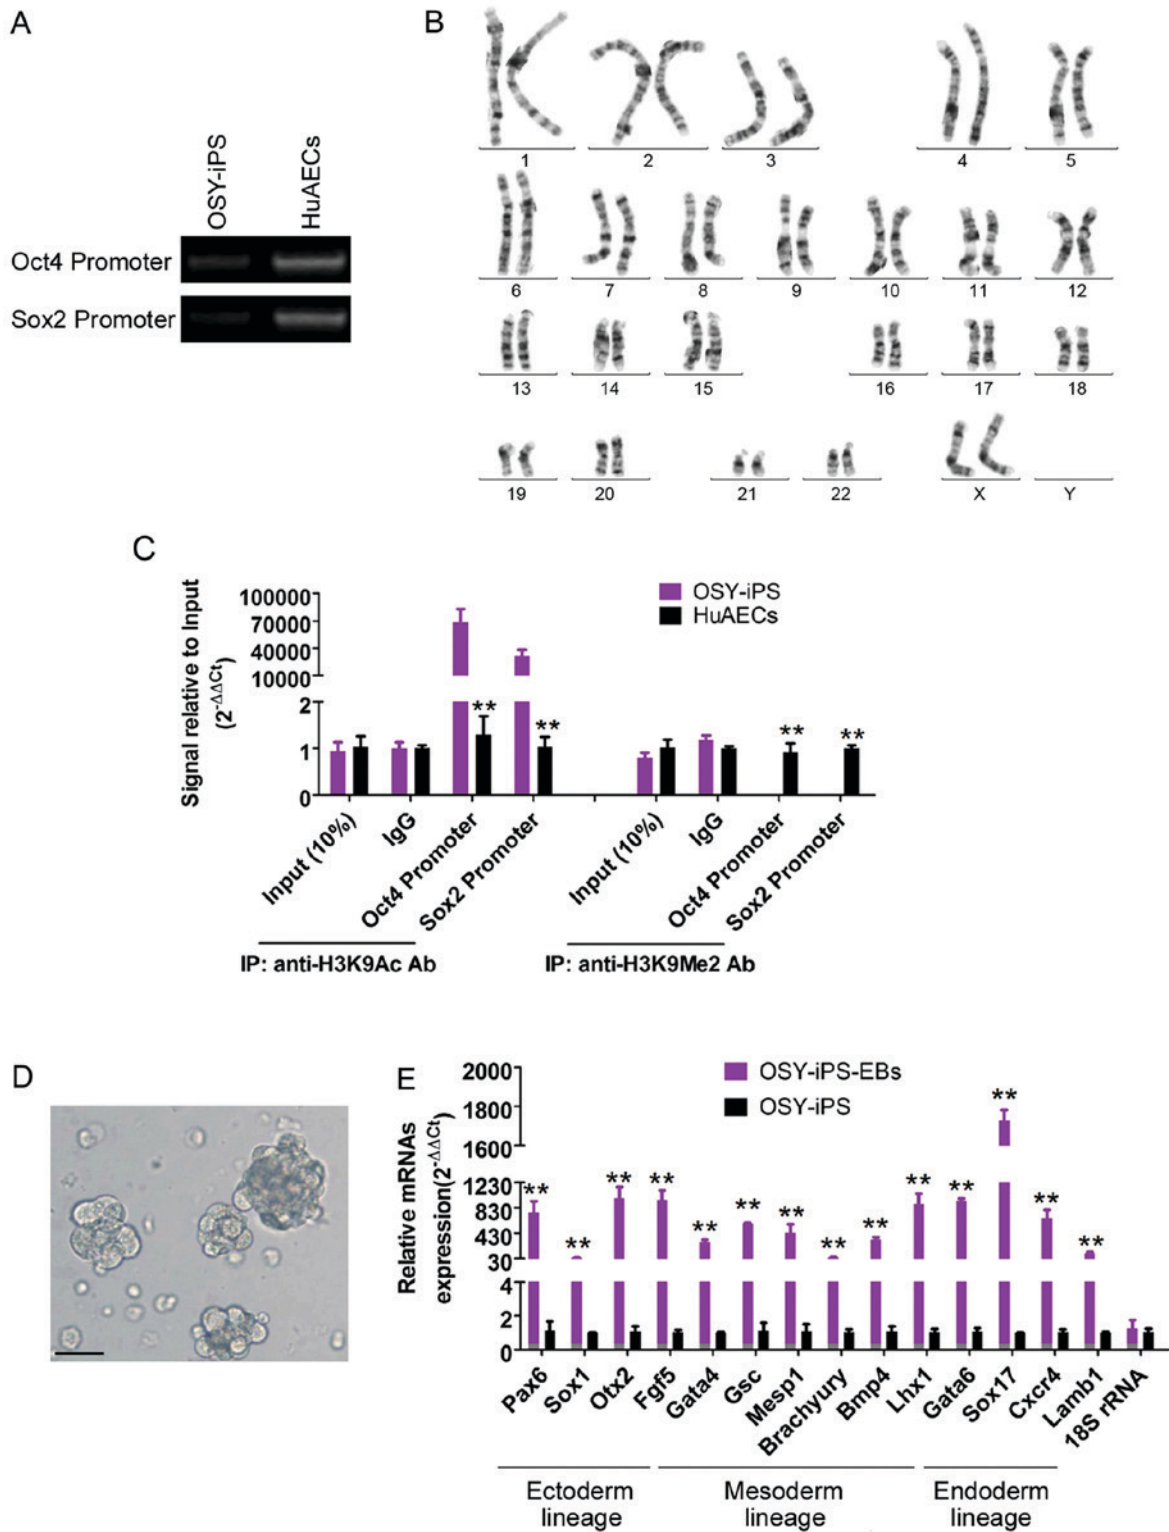 A
OSY-iPS
HuAECs
Oct4 Promoter
Sox2 Promoter
B
1
2
3
4
5
6
7
8
9
10
11
12
13
14
15
16
17
18
19
20
21
22
X
Y
C
Signal relative to Input
(2-ΔΔCt)
100000
70000
40000
10000
2
1
0
OSY-iPS
HuAECs
**
**
**
**
Input (10%)
IgG
Oct4 Promoter
Sox2 Promoter
Input (10%)
IgG
Oct4 Promoter
Sox2 Promoter
IP: anti-H3K9Ac Ab
IP: anti-H3K9Me2 Ab
D
E
Relative mRNAs
expression(2-ΔΔCt)
2000
1800
1600
1230
830
430
30
4
2
0
OSY-iPS-EBs
OSY-iPS
**
**
**
**
**
**
**
**
**
**
**
**
**
**
Pax6
Sox1
Otx2
Fgf5
Gata4
Gsc
Mesp1
Brachyury
Bmp4
Lhx1
Gata6
Sox17
Cxcr4
Lamb1
18S rRNA
Ectoderm
lineage
Mesoderm
lineage
Endoderm
lineage